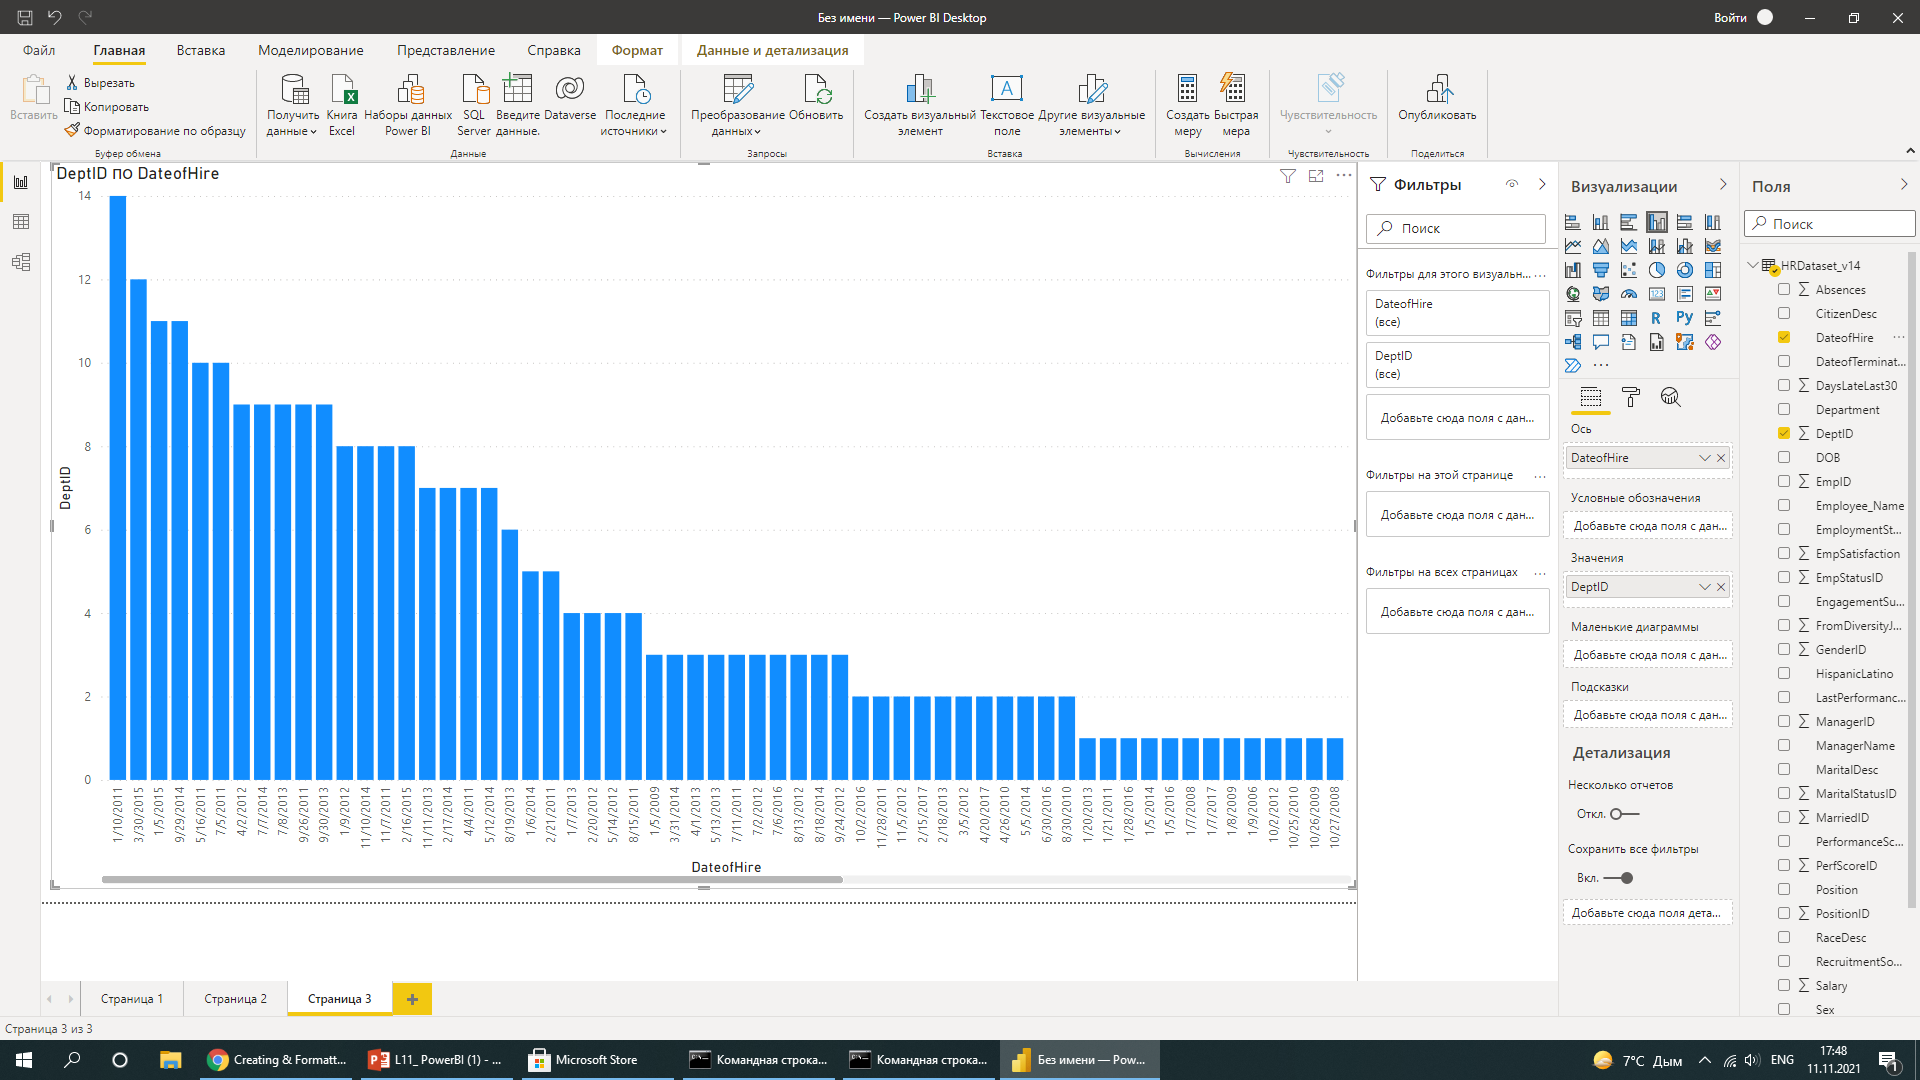 Без имени — Power BI Desktop
Войти
Файл
Главная
Вставка
Моделирование
Представление
Справка
Формат
Данные и детализация
Вставить
Вырезать
Копировать
Форматирование по образцу
Буфер обмена
Получить данные
Книга Excel
Наборы данных Power BI
SQL Server
Введите данные.
Dataverse
Последние источники
Данные
Преобразование данных
Обновить
Запросы
Создать визуальный элемент
Текстовое поле
Другие визуальные элементы
Вставка
Создать меру
Быстрая мера
Вычисления
Чувствительность
Чувствительность
Опубликовать
Поделиться
DeptID по DateofHire
14
12
10
8
6
4
2
0
DeptID
1/10/2011
3/30/2015
1/5/2015
9/29/2014
5/16/2011
7/5/2011
4/2/2012
7/7/2014
7/8/2013
9/26/2011
9/30/2013
1/9/2012
11/10/2014
11/7/2011
2/16/2015
11/11/2013
2/17/2014
4/4/2011
5/12/2014
8/19/2013
1/6/2014
2/21/2011
1/7/2013
2/20/2012
5/14/2012
8/15/2011
1/5/2009
3/31/2014
4/1/2013
5/13/2013
7/11/2011
7/2/2012
7/6/2016
8/13/2012
8/18/2014
9/24/2012
10/2/2016
11/28/2011
11/5/2012
2/15/2017
2/18/2013
3/5/2012
4/20/2017
4/26/2010
5/5/2014
6/30/2016
8/30/2010
1/20/2013
1/21/2011
1/28/2016
1/5/2014
1/5/2016
1/7/2008
1/7/2017
1/8/2009
1/9/2006
10/2/2012
10/25/2010
10/26/2009
10/27/2008
DateofHire
Фильтры
Поиск
Фильтры для этого визуальн... ...
DateofHire
(все)
DeptID
(все)
Добавьте сюда поля с дан...
Фильтры на этой странице ...
Добавьте сюда поля с дан...
Фильтры на всех страницах ...
Добавьте сюда поля с дан...
Визуализации
R
Py
123
...
Ось
DateofHire
Условные обозначения
Добавьте сюда поля с дан...
Значения
DeptID
Маленькие диаграммы
Добавьте сюда поля с дан...
Подсказки
Добавьте сюда поля с дан...
Детализация
Несколько отчетов
Откл.
Сохранить все фильтры
Вкл.
Добавьте сюда поля дета...
Поля
Поиск
HRDataset_v14
Absences
CitizenDesc
DateofHire ...
DateofTerminat...
DaysLateLast30
Department
DeptID
DOB
EmpID
Employee_Name
EmploymentSt...
EmpSatisfaction
EmpStatusID
EngagementSu...
FromDiversityJ...
GenderID
HispanicLatino
LastPerformanc...
ManagerID
ManagerName
MaritalDesc
MaritalStatusID
MarriedID
PerformanceSc...
PerfScoreID
Position
PositionID
RaceDesc
RecruitmentSo...
Salary
Sex
Страница 1
Страница 2
Страница 3
+
Страница 3 из 3
Creating & Formatt...
L11_ PowerBI (1) - ...
Microsoft Store
Командная строка...
Командная строка...
Без имени — Pow...
7°C Дым
ENG
17:48
11.11.2021
1